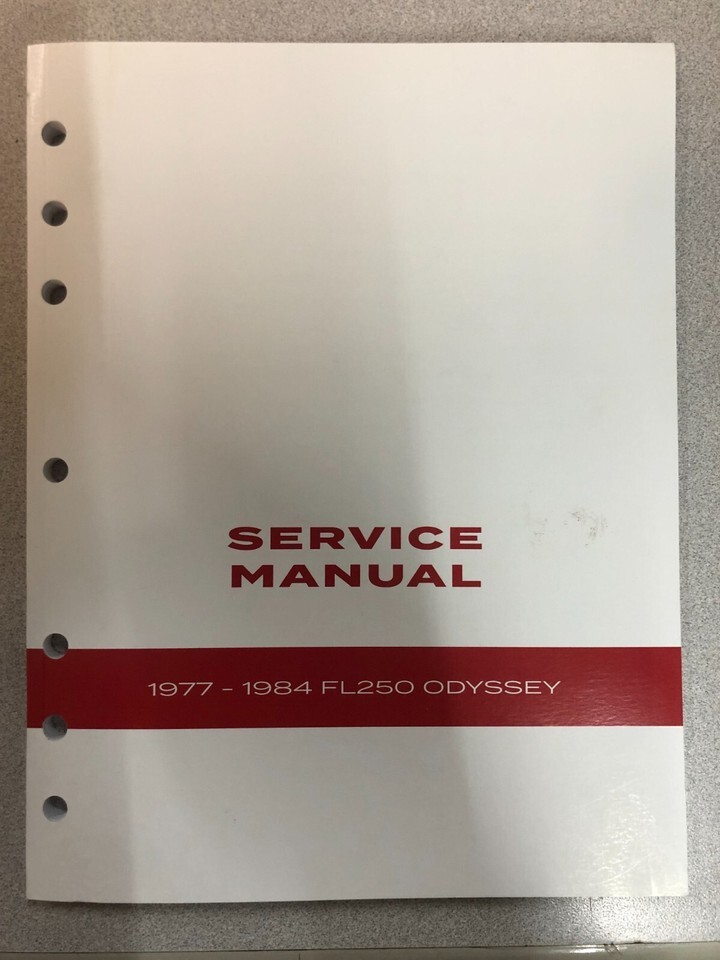 SERVICE
MANUAL
1977 - 1984 FL250 ODYSSEY